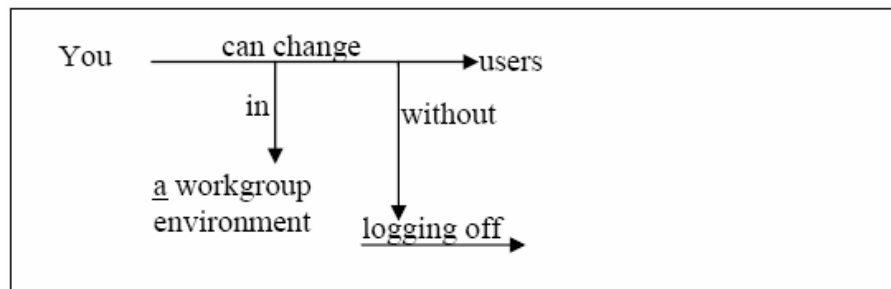 You can change users
in without
a workgroup
environment
logging off